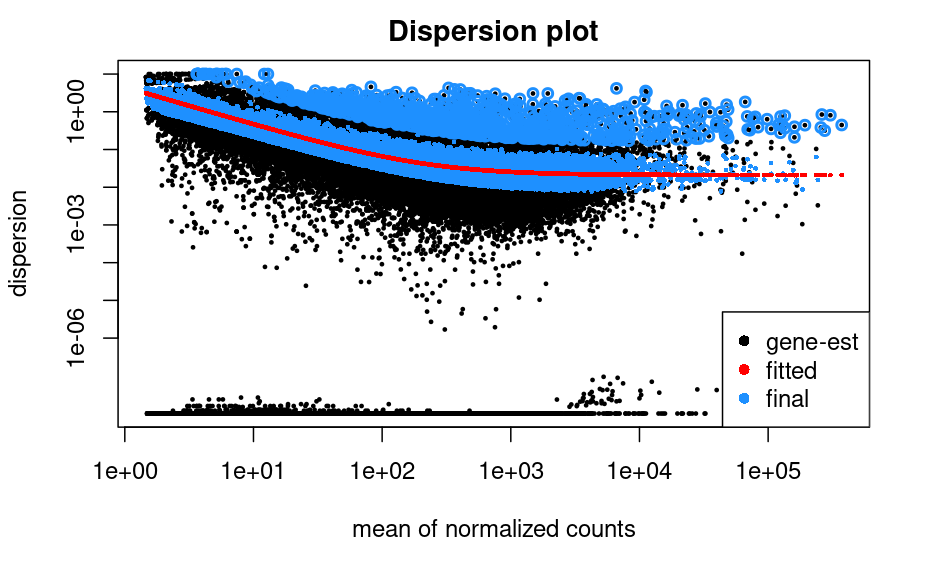 Dispersion plot
dispersion
1e+00
1e-03
1e-06
gene-est
fitted
final
1e+00 1e+01 1e+02 1e+03 1e+04 1e+05
mean of normalized counts